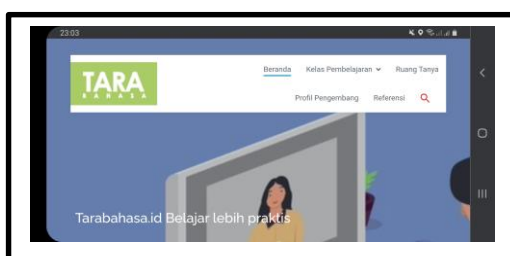 23:03
TARA
BAHASA
Beranda Kelas Pembelajaran Ruang Tanya
Profil Pengembang Referensi
Tarabahasa.id Belajar lebih praktis